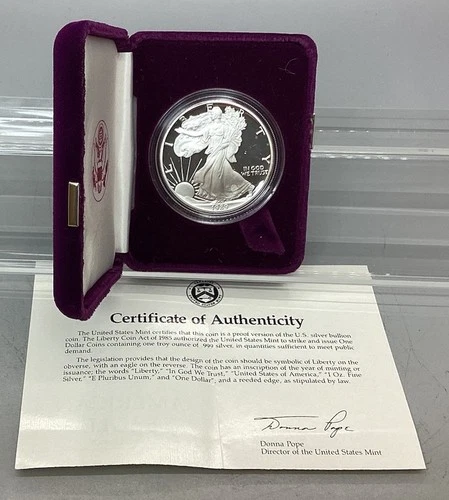 LIBERTY
IN GOD
WE TRUST
Certificate of Authenticity
The United States Mint certifies that this coin is a proof version of the U.S. silver bullion
coin. The Liberty Coin Act of 1985 authorized the United States Mint to strike and issue One
Dollar Coins containing one troy ounce of .999 silver, in quantities sufficient to meet public
demand.
The legislation provides that the design of the coin should be symbolic of Liberty on the
obverse, with an eagle on the reverse. The coin has an inscription of the year of minting or
issuance; the words "Liberty," "In God We Trust," "United States of America," "1 Oz. Fine
Silver," "E Pluribus Unum," and "One Dollar"; and a reeded edge, as stipulated by law.
Donna Pope
Donna Pope
Director of the United States Mint